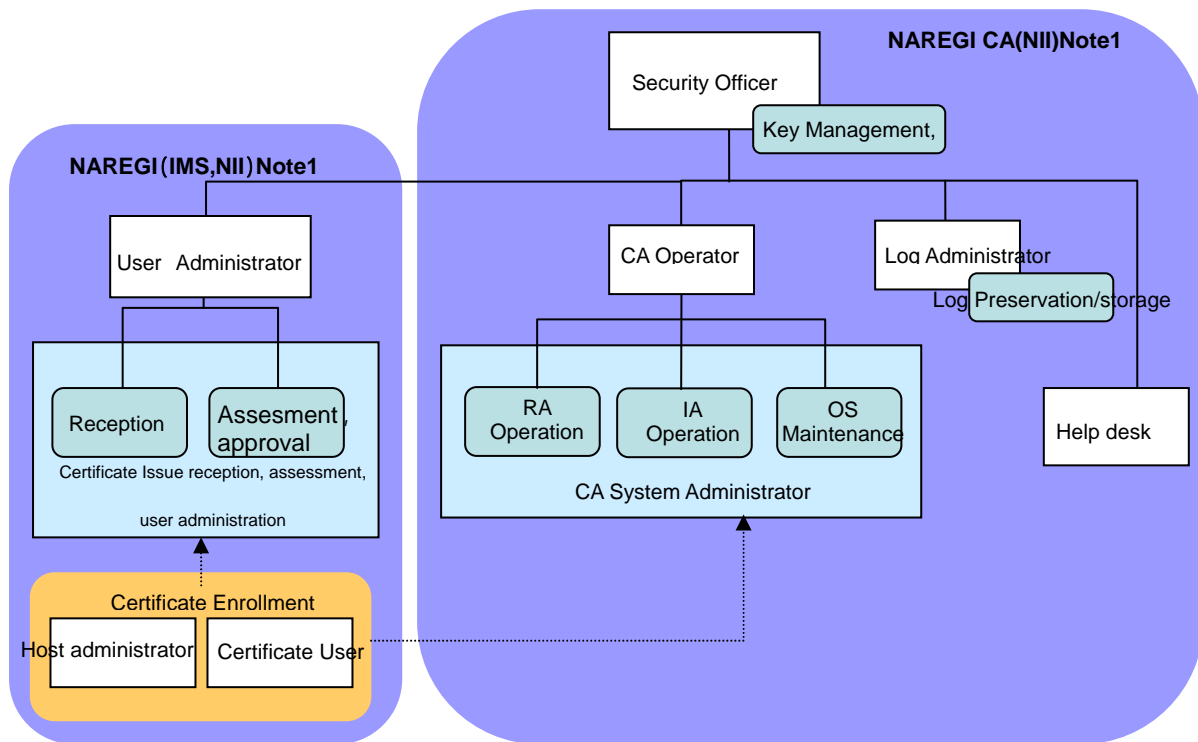 NAREGI CA(NII)Note1
Security Officer
Key Management,
NAREGI(IMS,NII)Note1
User Administrator
CA Operator
Log Administrator
Log Preservation/storage
Reception
Assesment,
approval
Certificate Issue reception, assessment,
user administration
RA
Operation
IA
Operation
OS
Maintenance
CA System Administrator
Help desk
Certificate Enrollment
Host administrator
Certificate User